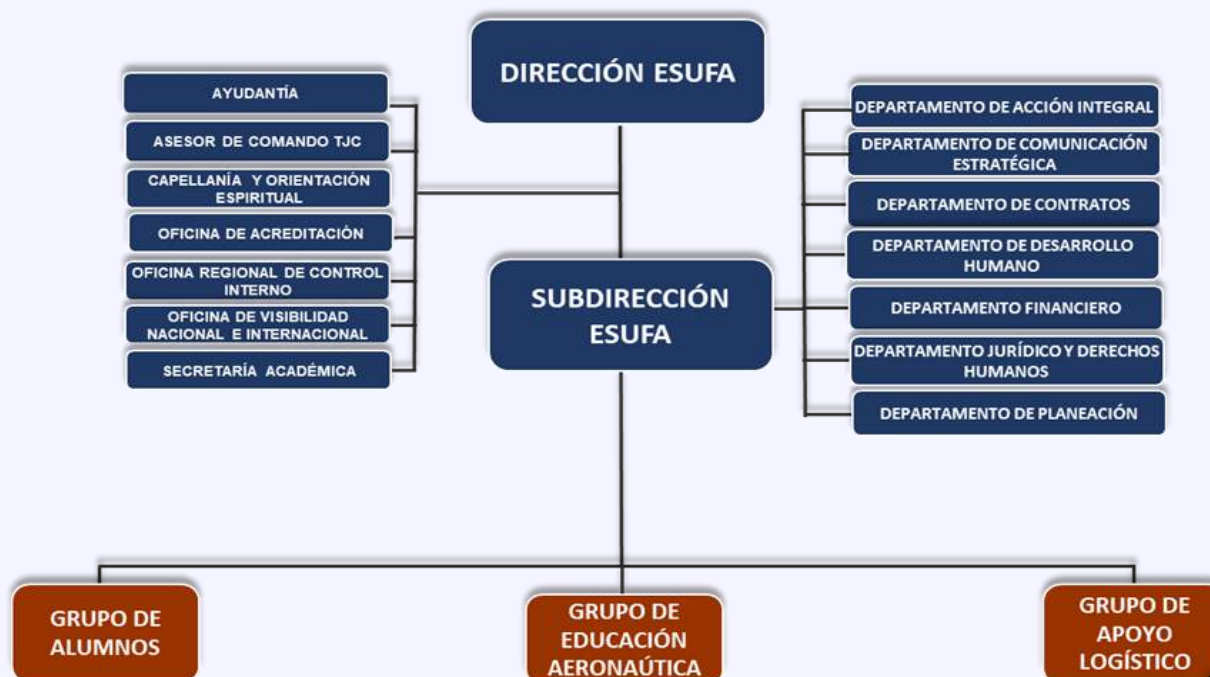 DIRECCIÓN ESUFA
AYUDANTÍA
ASESOR DE COMANDO TJC
CAPELLANÍA Y ORIENTACIÓN
ESPIRITUAL
OFICINA DE ACREDITACIÓN
OFICINA REGIONAL DE CONTROL
INTERNO
OFICINA DE VISIBILIDAD
NACIONAL E INTERNACIONAL
SECRETARÍA ACADÉMICA
DEPARTAMENTO DE ACCIÓN INTEGRAL
DEPARTAMENTO DE COMUNICACIÓN
ESTRATÉGICA
DEPARTAMENTO DE CONTRATOS
DEPARTAMENTO DE DESARROLLO
HUMANO
DEPARTAMENTO FINANCIERO
DEPARTAMENTO JURÍDICO Y DERECHOS
HUMANOS
DEPARTAMENTO DE PLANEACIÓN
SUBDIRECCIÓN
ESUFA
GRUPO DE
ALUMNOS
GRUPO DE
EDUCACIÓN
AERONAÚTICA
GRUPO DE
APOYO
LOGÍSTICO